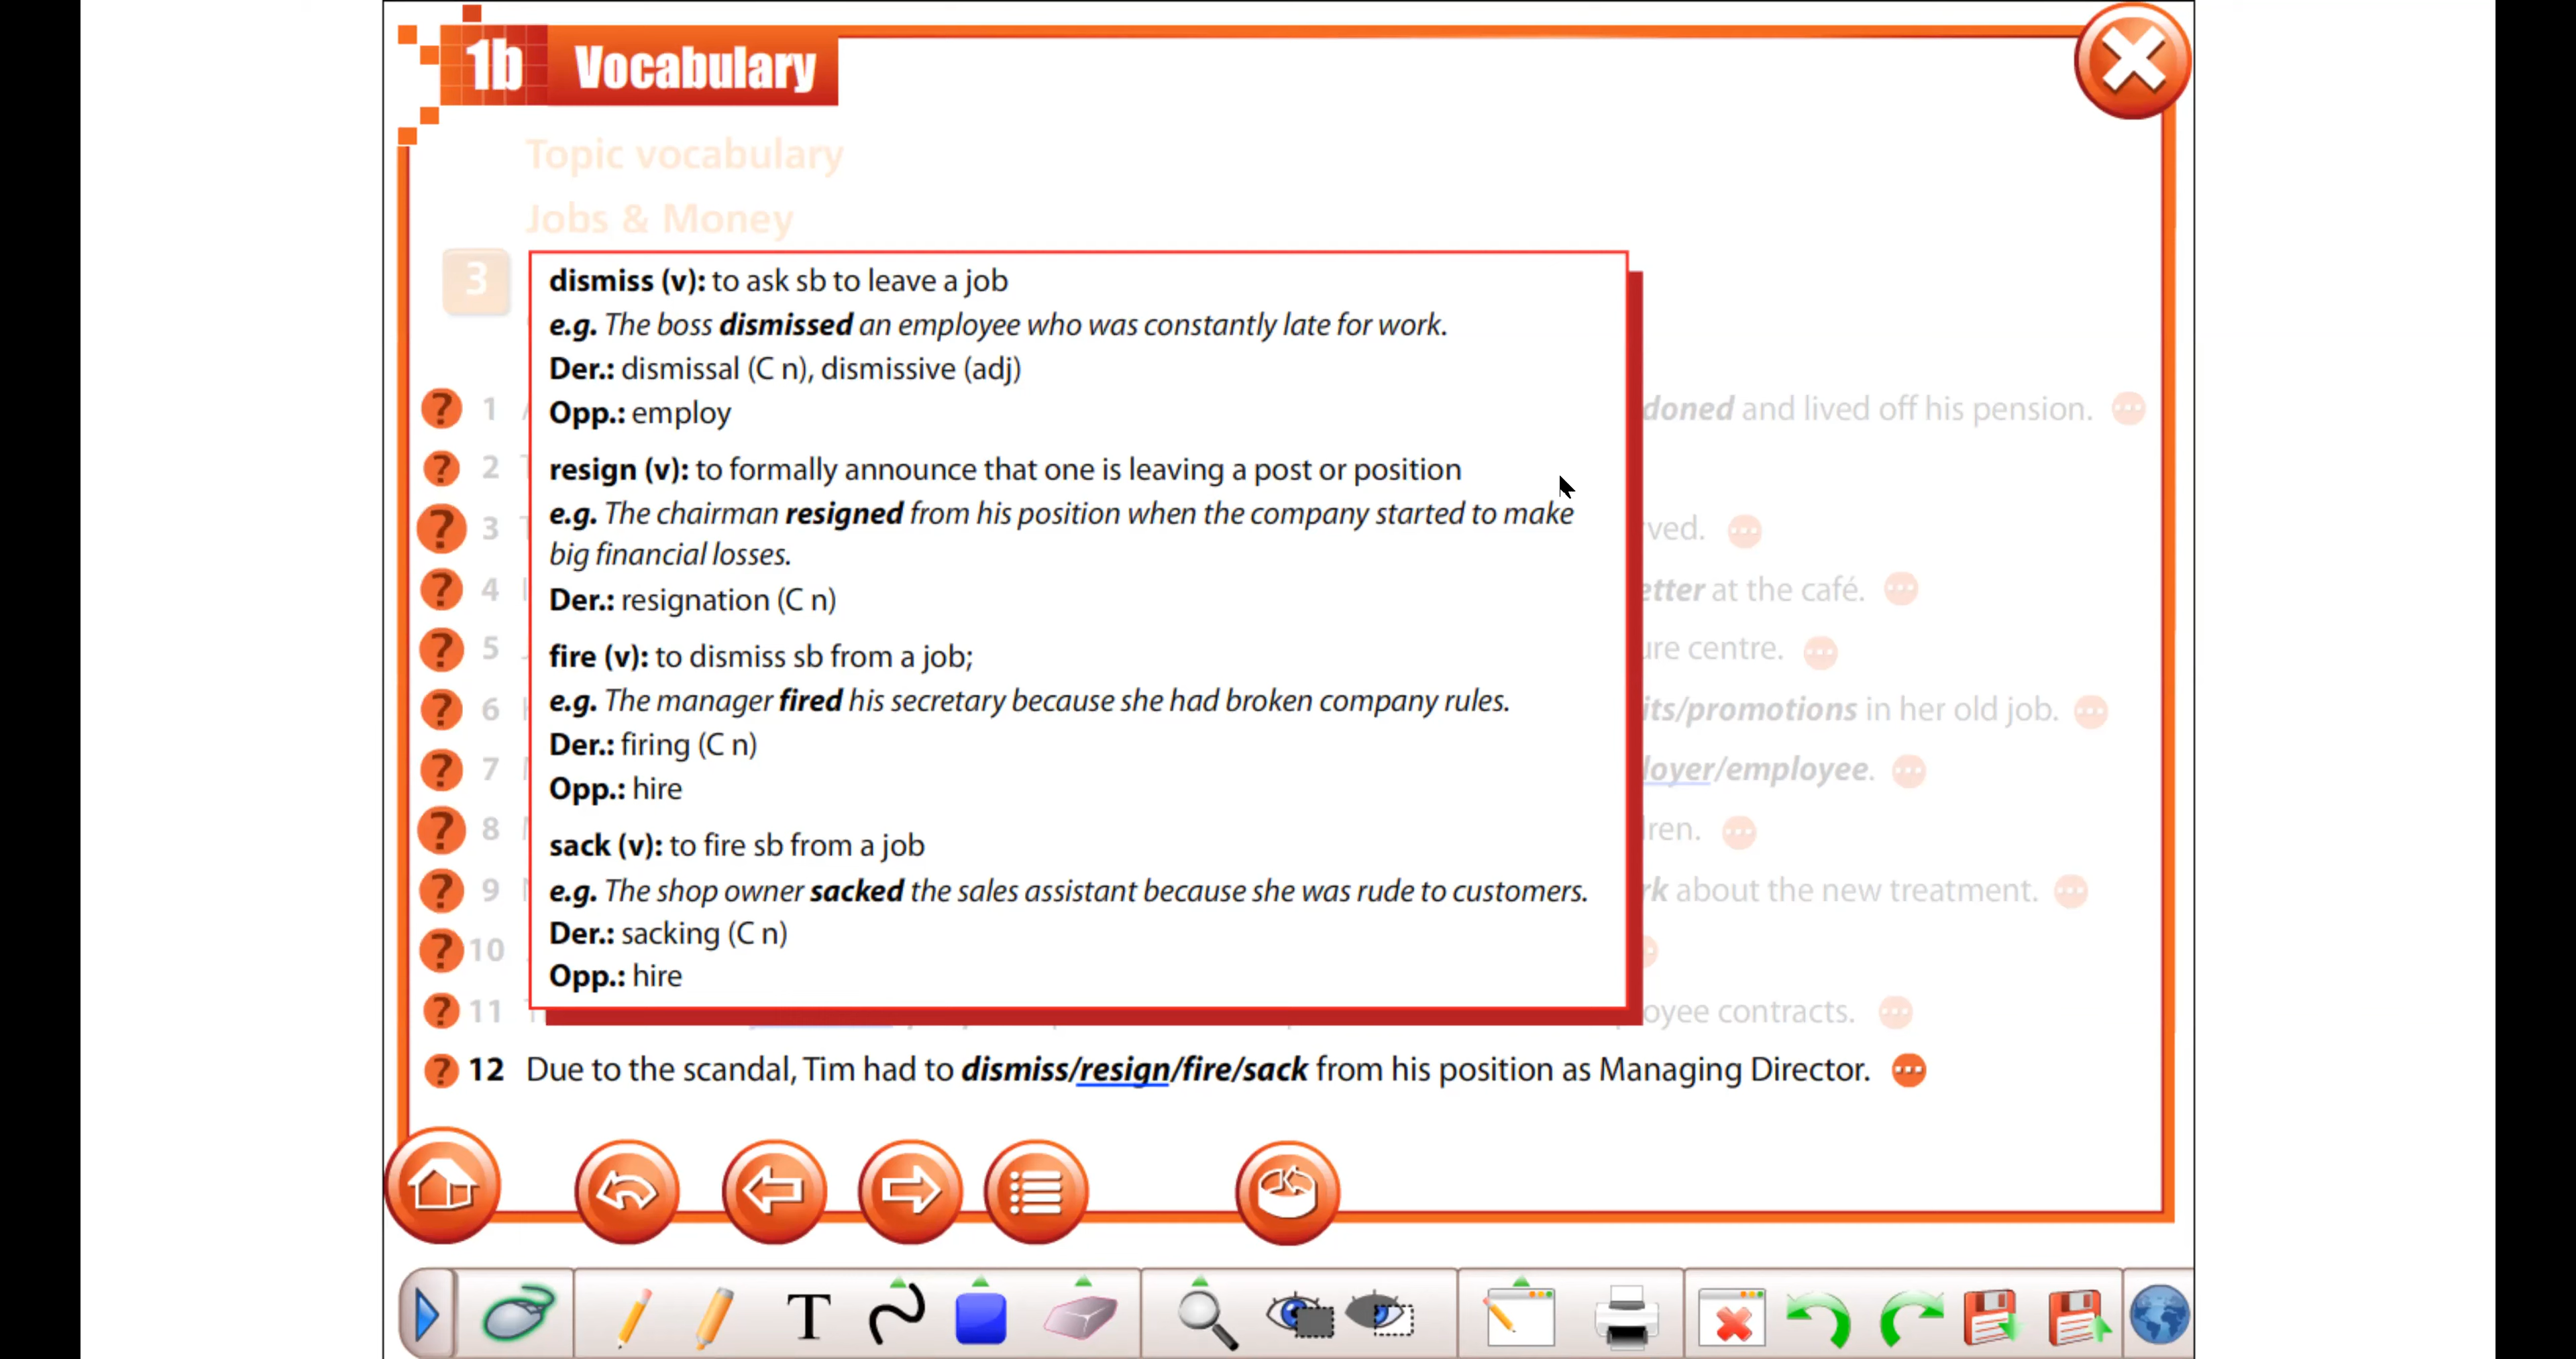 1b Vocabulary
Topic vocabulary
Jobs & Money
3
dismiss (v): to ask sb to leave a job
e.g. The boss dismissed an employee who was constantly late for work.
Der.: dismissal (C n), dismissive (adj)
Opp.: employ
resign (v): to formally announce that one is leaving a post or position
e.g. The chairman resigned from his position when the company started to make
big financial losses.
Der.: resignation (C n)
fire (v): to dismiss sb from a job;
e.g. The manager fired his secretary because she had broken company rules.
Der.: firing (C n)
Opp.: hire
sack (v): to fire sb from a job
e.g. The shop owner sacked the sales assistant because she was rude to customers.
Der.: sacking (C n)
Opp.: hire
? 1 doned and lived off his pension.
? 2
? 3 ved.
? 4 etter at the café.
? 5 ure centre.
? 6 its/promotions in her old job.
? 7 loyer/employee.
? 8 ren.
? 9 rk about the new treatment.
? 10
? 11 oyee contracts.
? 12 Due to the scandal, Tim had to dismiss/resign/fire/sack from his position as Managing Director.
T